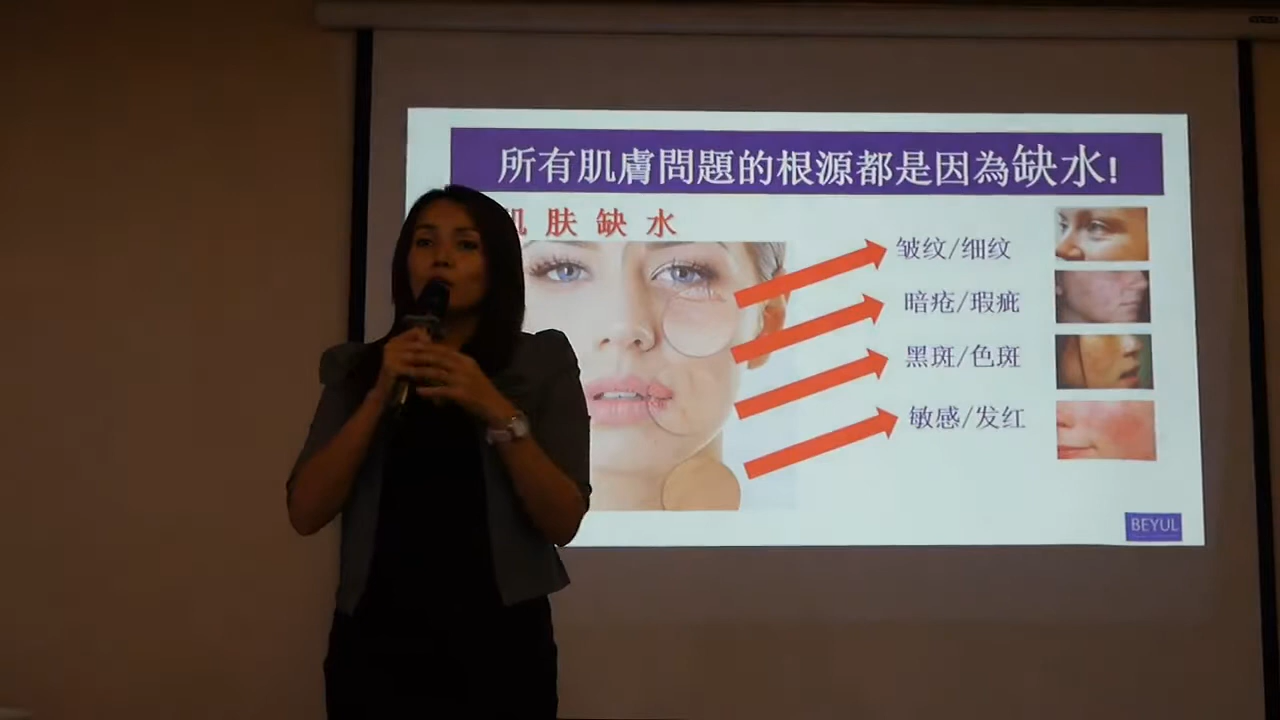 所有肌膚問題的根源都是因為缺水!
肌 肤 缺 水
皱纹/细纹
暗疮/瑕疵
黑斑/色斑
敏感/发红
BEYUL